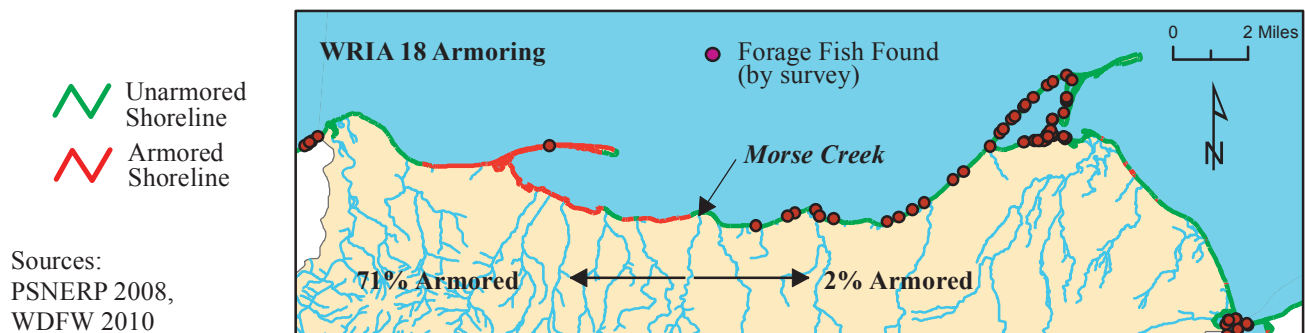 WRIA 18 Armoring
Forage Fish Found
(by survey)
0 2 Miles
N
Unarmored
Shoreline
Armored
Shoreline
Morse Creek
71% Armored
2% Armored
Sources:
PSNERP 2008,
WDFW 2010